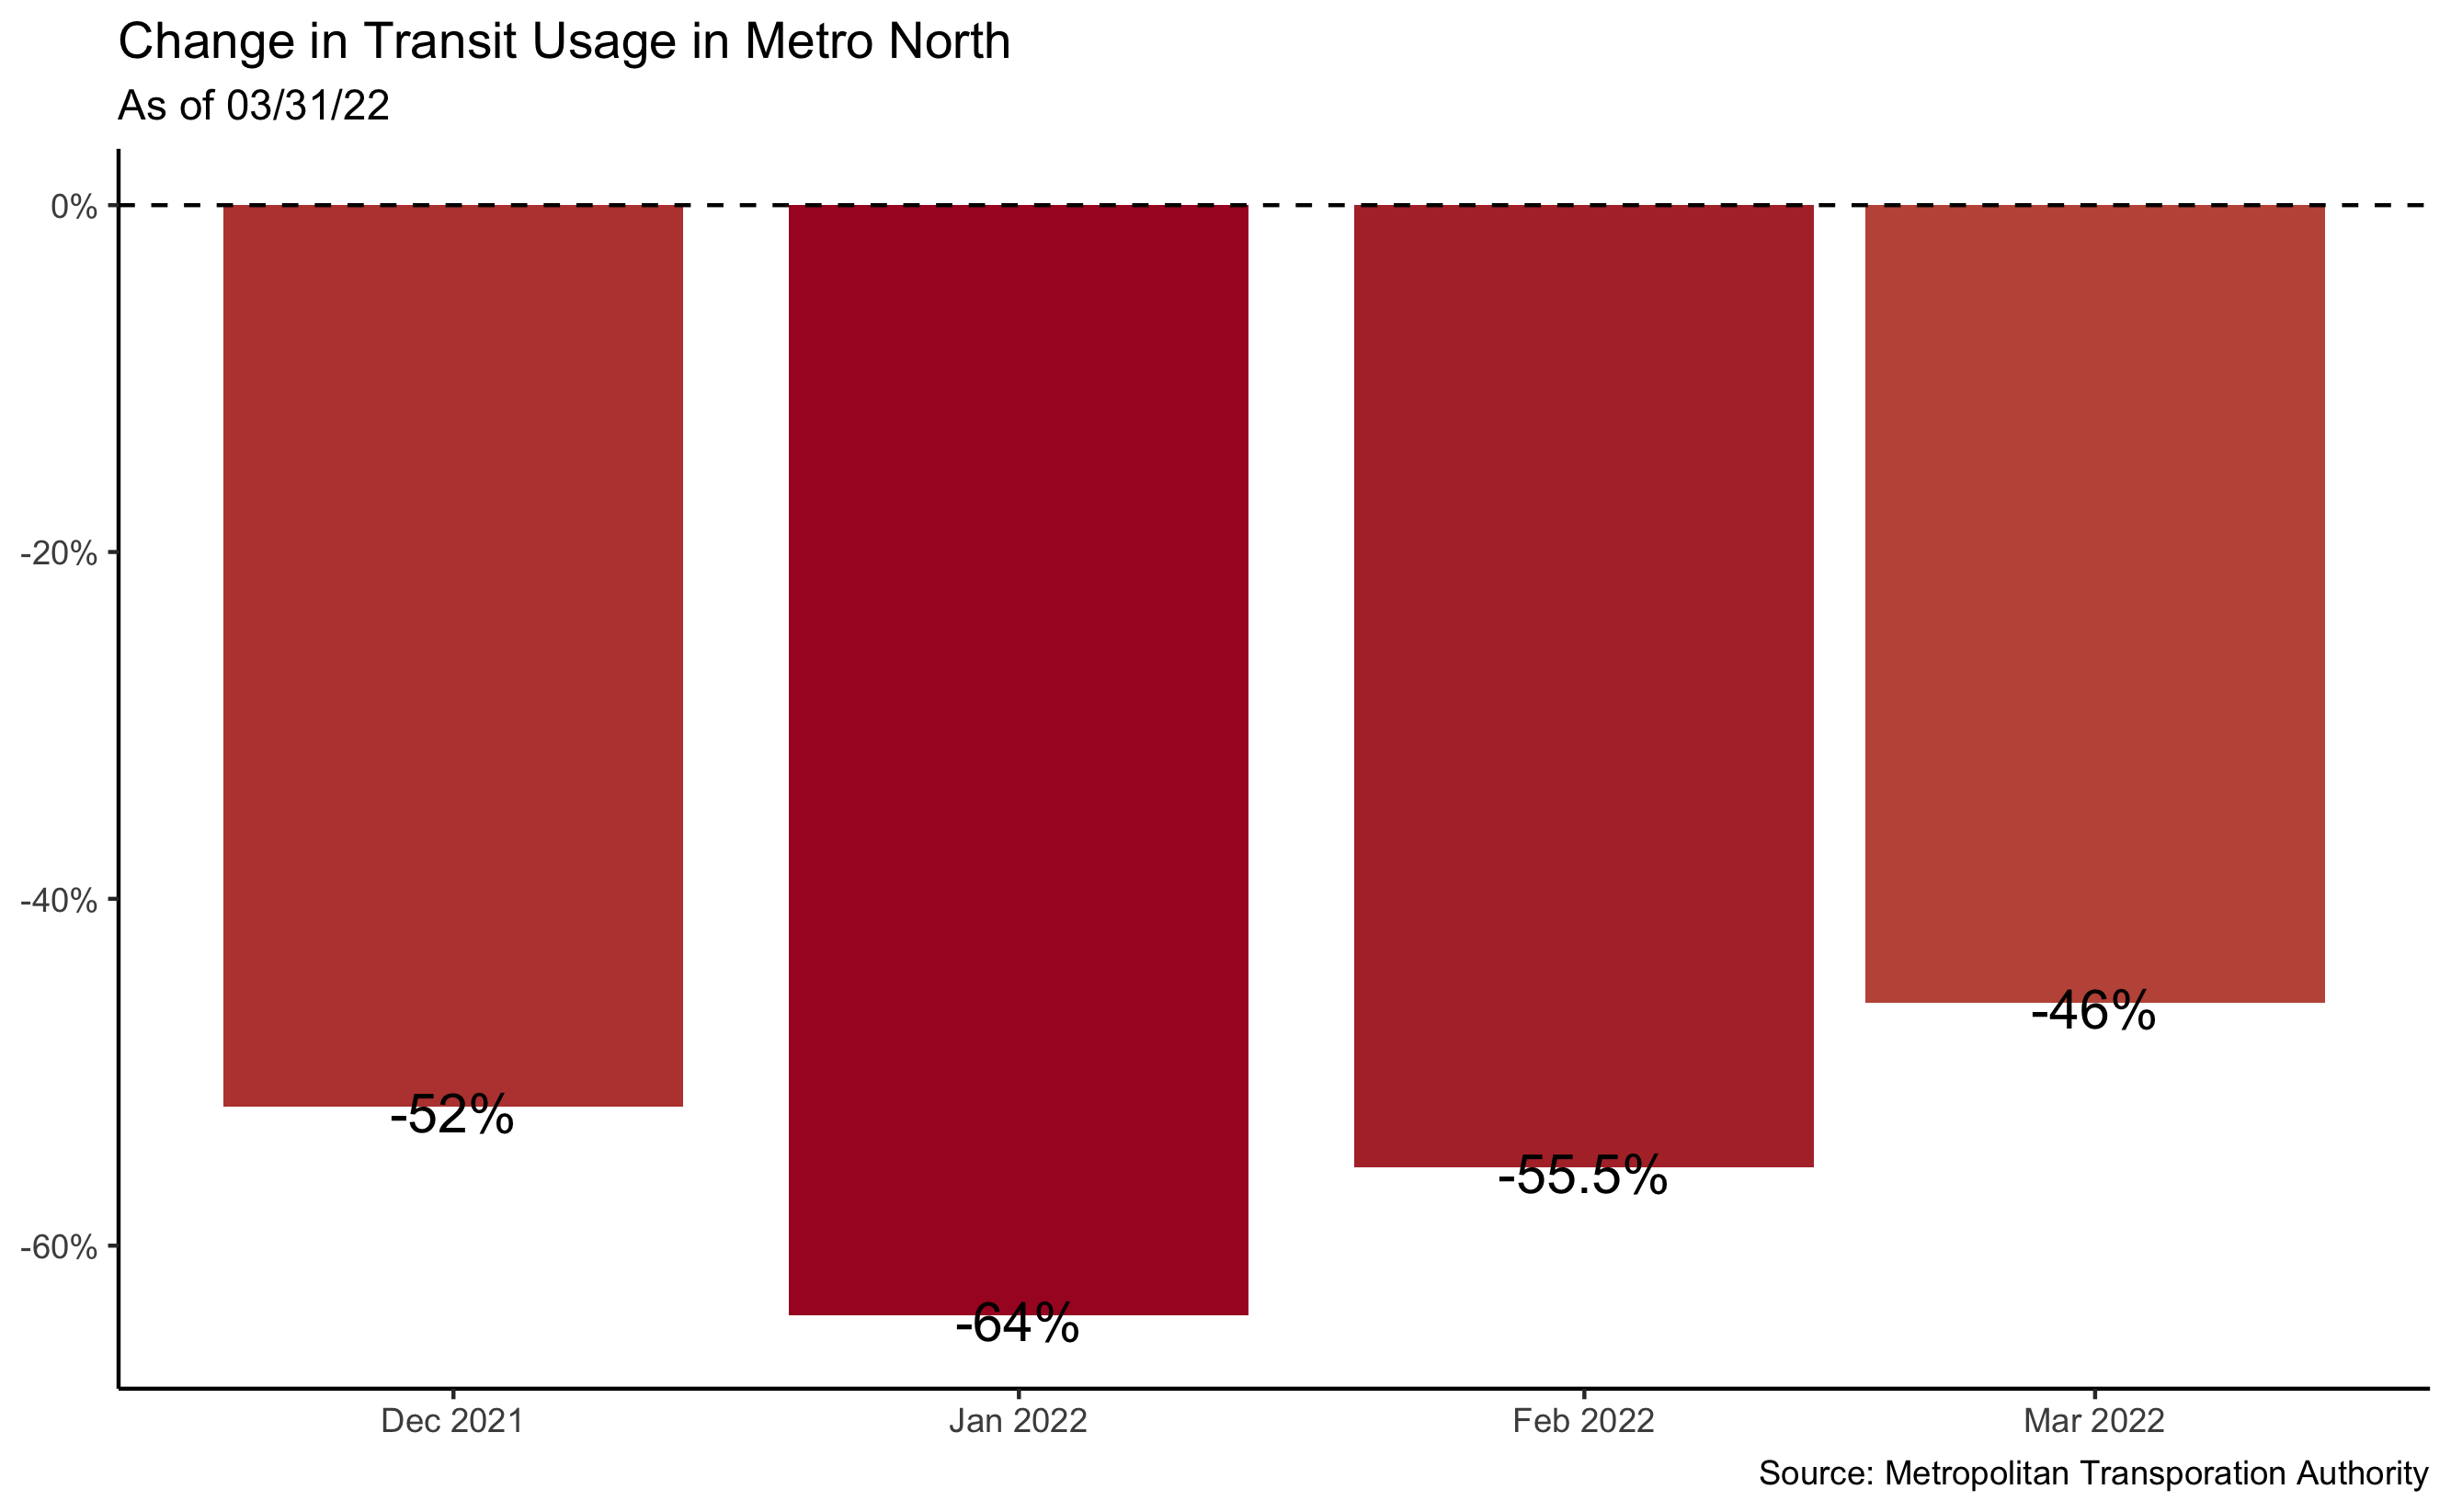 Change in Transit Usage in Metro North
As of 03/31/22
0%
-20%
-40%
-60%
-52%
-64%
-55.5%
-46%
Dec 2021
Jan 2022
Feb 2022
Mar 2022
Source: Metropolitan Transporation Authority